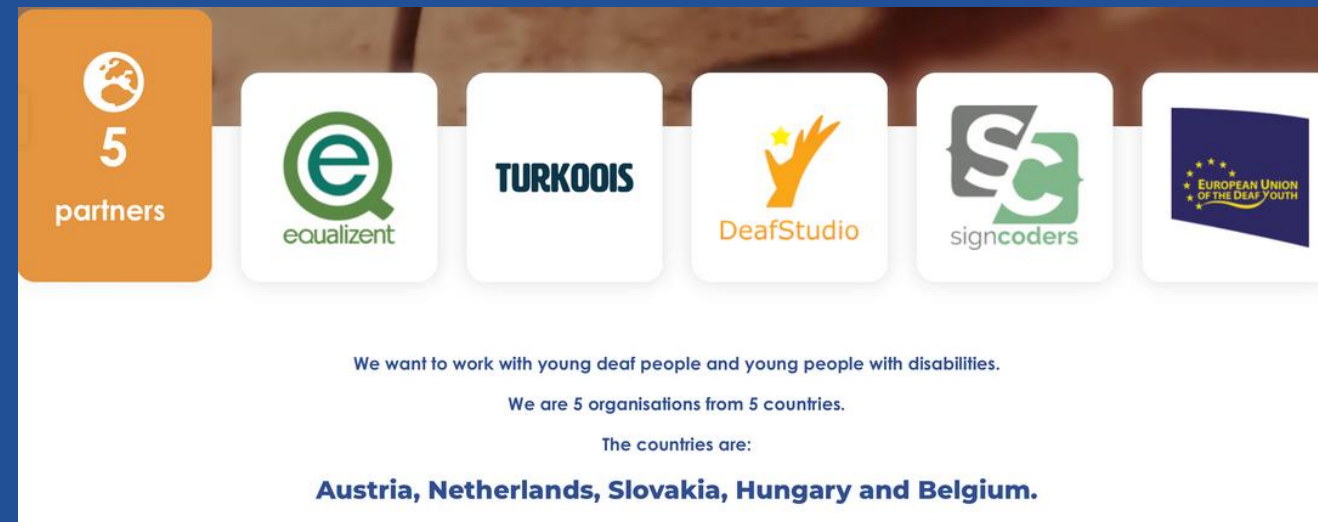 5
partners
equalizent
TURKOOIS
DeafStudio
SC
signcoders
EUROPEAN UNION
OF THE DEAF YOUTH
We want to work with young deaf people and young people with disabilities.
We are 5 organisations from 5 countries.
The countries are:
Austria, Netherlands, Slovakia, Hungary and Belgium.